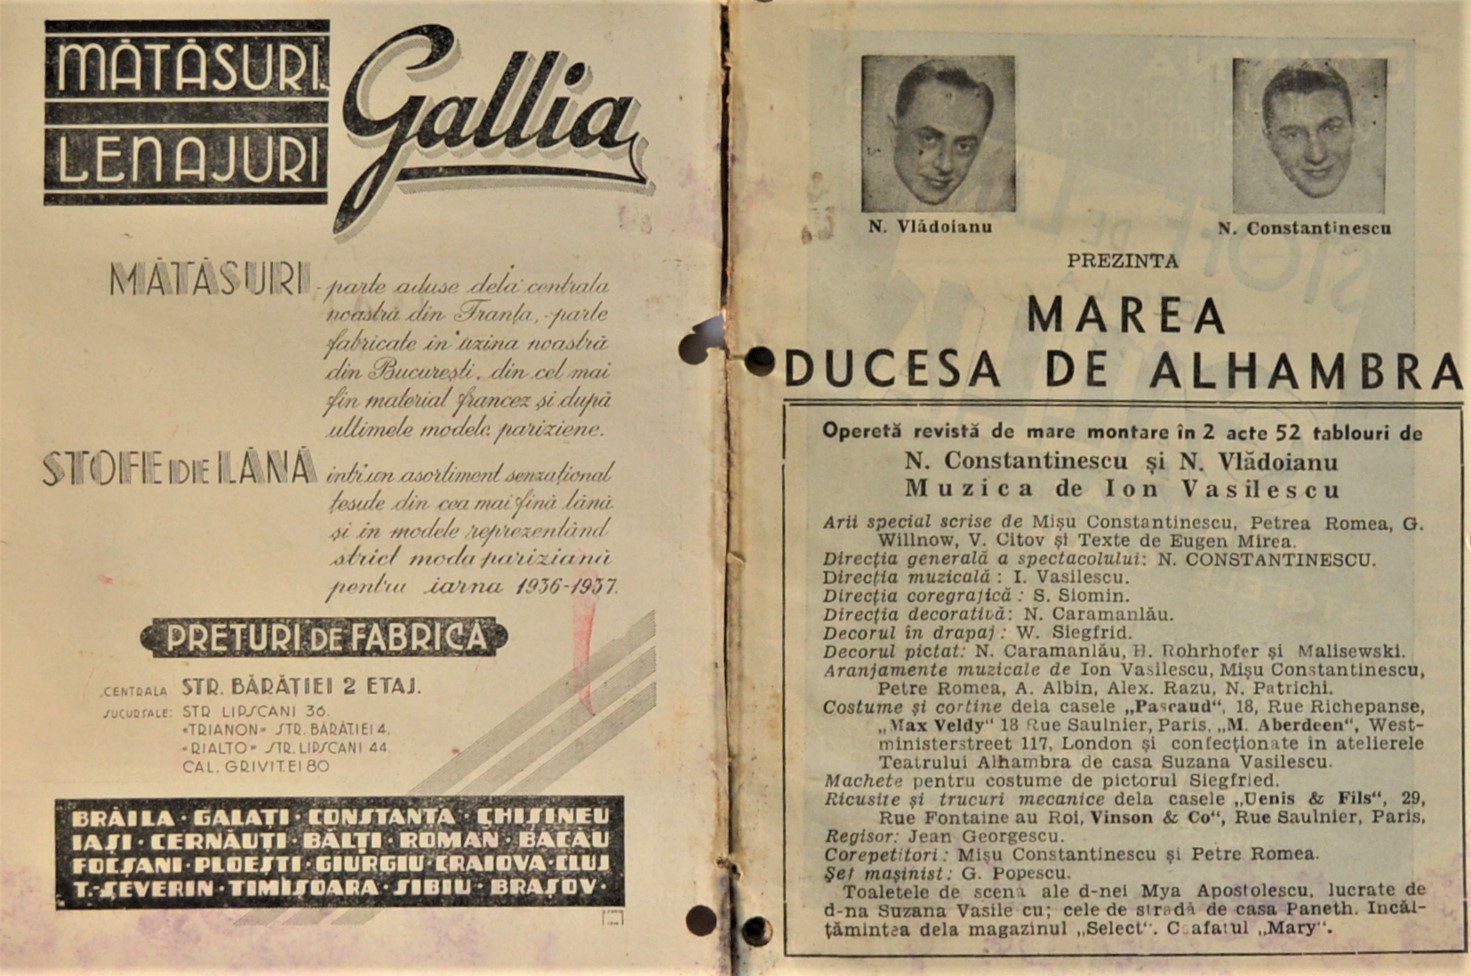 MĂTĂSURI
LENAJURI
Gallia
MĂTĂSURI - parte aduse dela centrala
noastră din Franța, - parte
fabricate in uzina noastră
din București, din cel mai
fin material francez și după
ultimele modele pariziene.
STOFE DE LÂNĂ intr'un asortiment senzațional
țesute din cea mai fină lână
și in modele reprezentând
strict moda pariziană
pentru iarna 1936-1937.
PRETURI DE FABRICA
CENTRALA STR. BĂRĂȚIEI 2 ETAJ.
SUCURSALE: STR LIPSCANI 36.
«TRIANON» STR. BĂRĂȚIEI 4.
«RIALTO» STR. LIPSCANI 44.
CAL. GRIVIȚEI 80
BRĂILA · GALAȚI · CONSTANȚA · CHIȘINEU
IAȘI · CERNĂUȚI · BĂLȚI · ROMAN · BACĂU
FOCȘANI · PLOEȘTI · GIURGIU · CRAIOVA · CLUJ
T.-SEVERIN · TIMIȘOARA · SIBIU · BRAȘOV ·
N. Vlădoianu
N. Constantinescu
PREZINTA
MAREA
DUCESA DE ALHAMBRA
Operetă revistă de mare montare în 2 acte 52 tablouri de
N. Constantinescu și N. Vlădoianu
Muzica de Ion Vasilescu
Arii special scrise de Mișu Constantinescu, Petrea Romea, G.
Willnow, V. Citov și Texte de Eugen Mirea.
Direcția generală a spectacolului: N. CONSTANTINESCU.
Direcția muzicală : I. Vasilescu.
Direcția coregrafică : S. Siomin.
Direcția decorativă: N. Caramanlău.
Decorul în drapaj : W. Siegfrid.
Decorul pictat: N. Caramanlău, H. Rohrhofer și Malisewski.
Aranjamente muzicale de Ion Vasilescu, Mișu Constantinescu,
Petre Romea, A. Albin, Alex. Razu, N. Patrichi.
Costume și cortine dela casele „Pascaud“, 18, Rue Richepanse,
„Max Veldy“ 18 Rue Saulnier, Paris, „M. Aberdeen“, West-
ministerstreet 117, London și confecționate in atelierele
Teatrului Alhambra de casa Suzana Vasilescu.
Machete pentru costume de pictorul Siegfried.
Ricusite și trucuri mecanice dela casele „Denis & Fils“, 29,
Rue Fontaine au Roi, Vinson & Co“, Rue Saulnier, Paris,
Regisor: Jean Georgescu.
Corepetitori : Mișu Constantinescu și Petre Romea.
Șef mașinist : G. Popescu.
Toaletele de scenă ale d-nei Mya Apostolescu, lucrate de
d-na Suzana Vasile cu; cele de stradă de casa Paneth. Incăl-
țămintea dela magazinul „Select“. C afatul „Mary“.